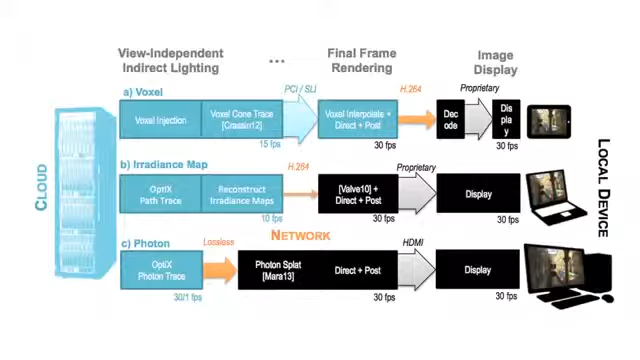 View-Independent
Indirect Lighting
...
Final Frame
Rendering
Image
Display
a) Voxel
PCI / SLI
H.264
Proprietary
Voxel Injection
Voxel Cone Trace
[Crassin12]
Voxel Interpolate +
Direct + Post
Dec
ode
Dis
pla
y
15 fps
30 fps
30 fps
CLOUD
LOCAL DEVICE
b) Irradiance Map
H.264
Proprietary
OptiX
Path Trace
Reconstruct
Irradiance Maps
[Valve10] +
Direct + Post
Display
10 fps
30 fps
30 fps
NETWORK
c) Photon
Lossless
HDMI
OptiX
Photon Trace
Photon Splat
[Mara13]
Direct + Post
Display
30/1 fps
30 fps
30 fps